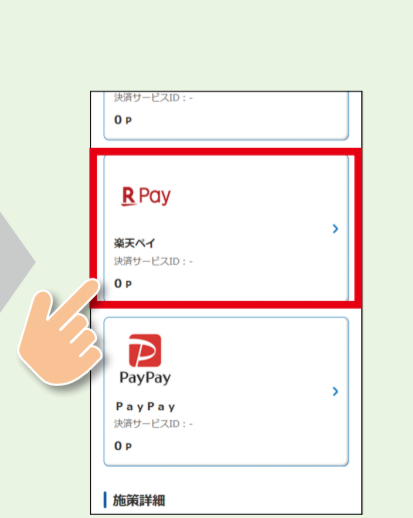 決済サービスID：-
0 P
R Pay
楽天ペイ
決済サービスID：-
0 P
PayPay
ＰａｙＰａｙ
決済サービスID：-
0 P
施策詳細